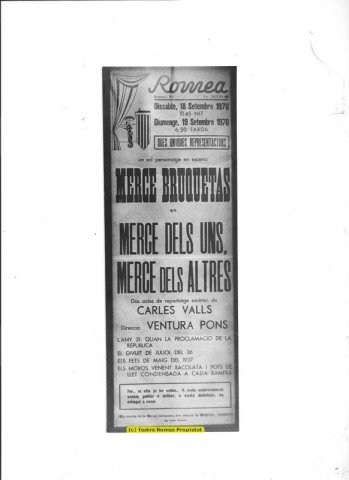 Romea
Dissabte, 18 Setembre 1976
10.45 NIT
Diumenge, 19 Setembre 1976
6.30 TARDA
DUES UNIQUES REPRESENTACIONS
un sol personatge en escena
MERCE BRUQUETAS
en
MERCE DELS UNS,
MERCE DELS ALTRES
Dos actes de reportatge escènic de
CARLES VALLS
Direcció VENTURA PONS
L'ANY 31: QUAN LA PROCLAMACIÓ DE LA
REPUBLICA
EL DIVUIT DE JULIOL DEL 36
ELS FETS DE MAIG DEL 1937
ELS MOROS VENENT XACOLATA I POTS DE
LLET CONDENSADA A CADA XAMFRA
(c) Teatre Romea Propietat